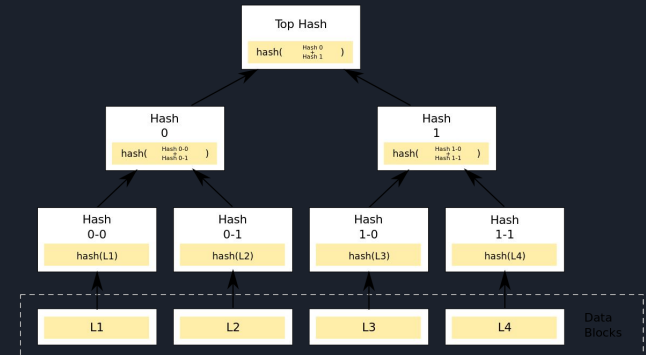 Top Hash
hash( Hash 0 + Hash 1 )
Hash
0
hash( Hash 0-0 + Hash 0-1 )
Hash
1
hash( Hash 1-0 + Hash 1-1 )
Hash
0-0
hash(L1)
Hash
0-1
hash(L2)
Hash
1-0
hash(L3)
Hash
1-1
hash(L4)
L1
L2
L3
L4
Data
Blocks